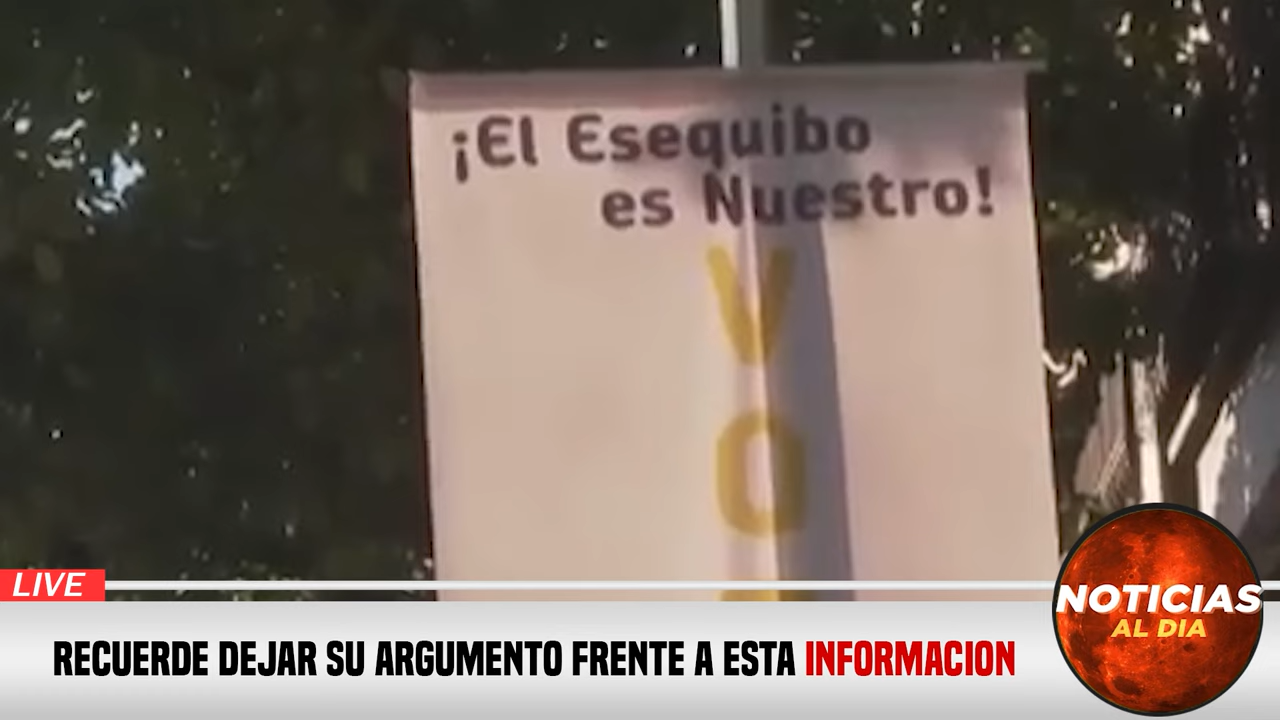 ¡El Esequibo
es Nuestro!
V
O
LIVE
RECUERDE DEJAR SU ARGUMENTO FRENTE A ESTA INFORMACION
NOTICIAS
AL DIA